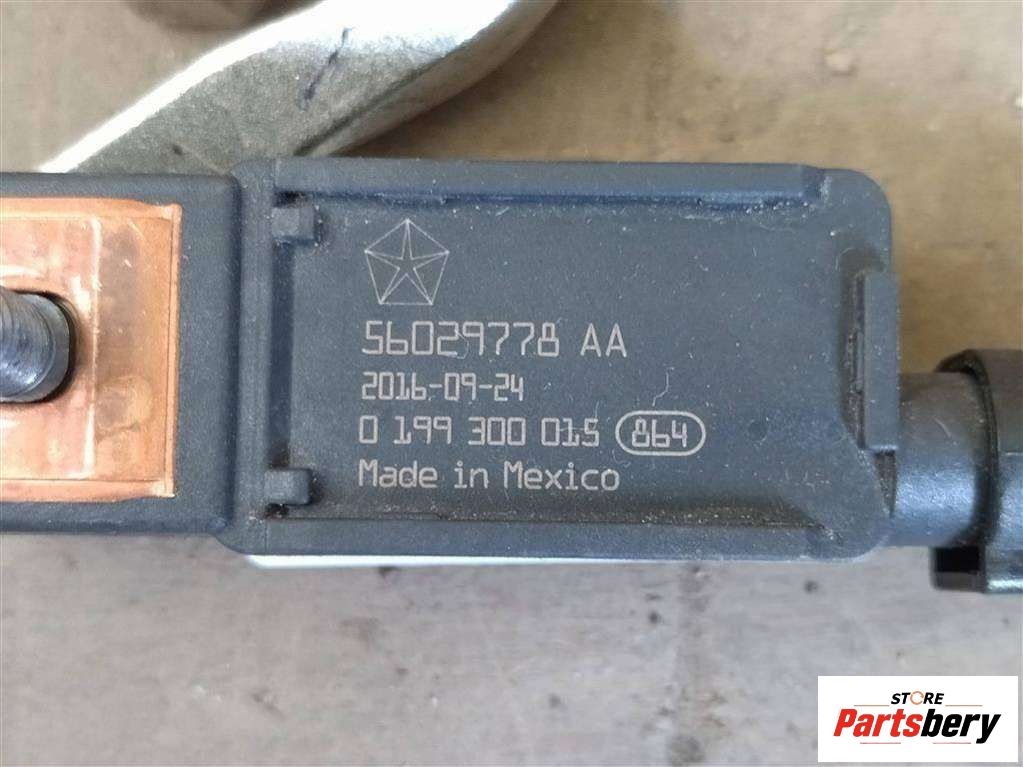 56029778 AA
2016-09-24
0 199 300 015 864
Made in Mexico
STORE
Partsbery